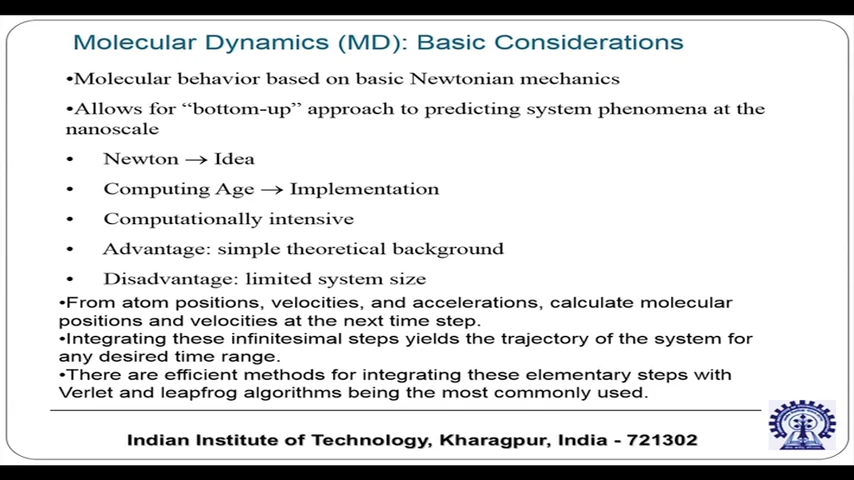 Molecular Dynamics (MD): Basic Considerations
•Molecular behavior based on basic Newtonian mechanics
•Allows for “bottom-up” approach to predicting system phenomena at the
nanoscale
• Newton → Idea
• Computing Age → Implementation
• Computationally intensive
• Advantage: simple theoretical background
• Disadvantage: limited system size
•From atom positions, velocities, and accelerations, calculate molecular
positions and velocities at the next time step.
•Integrating these infinitesimal steps yields the trajectory of the system for
any desired time range.
•There are efficient methods for integrating these elementary steps with
Verlet and leapfrog algorithms being the most commonly used.
Indian Institute of Technology, Kharagpur, India - 721302